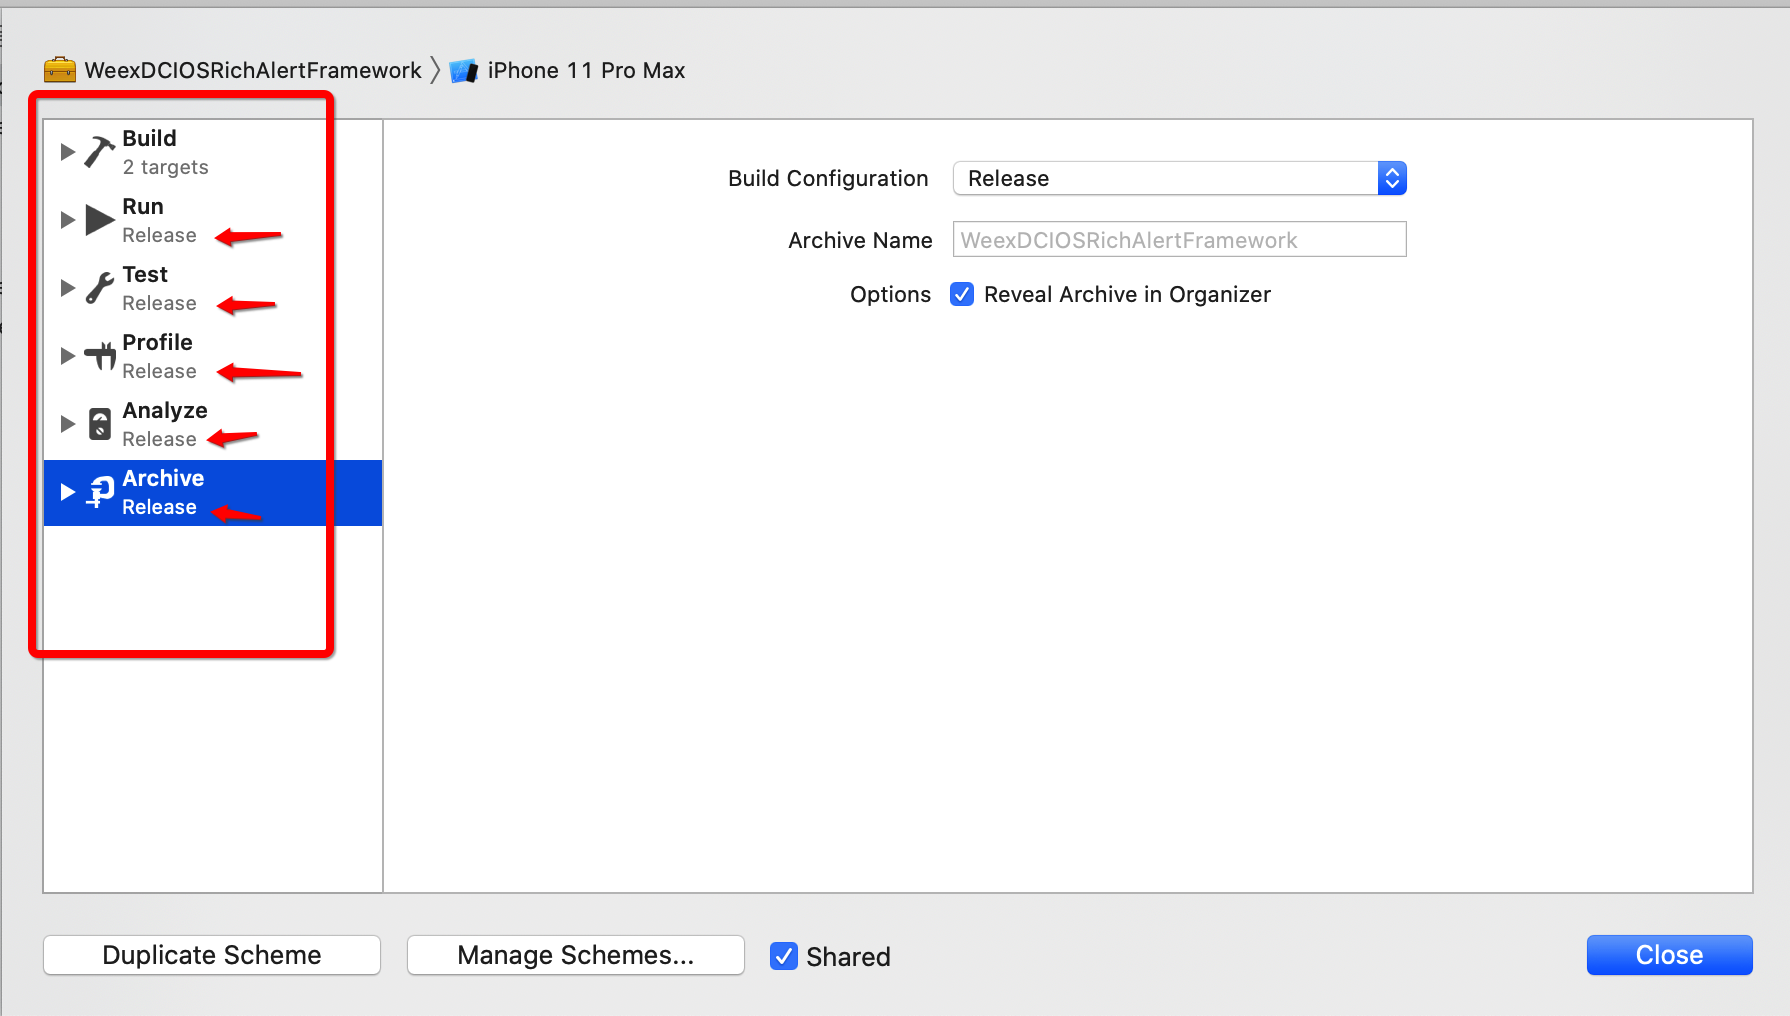 WeexDCIOSRichAlertFramework 〉 iPhone 11 Pro Max
Build
2 targets
Run
Release
Test
Release
Profile
Release
Analyze
Release
Archive
Release
Build Configuration Release
Archive Name WeexDCIOSRichAlertFramework
Options Reveal Archive in Organizer
Duplicate Scheme Manage Schemes... Shared Close